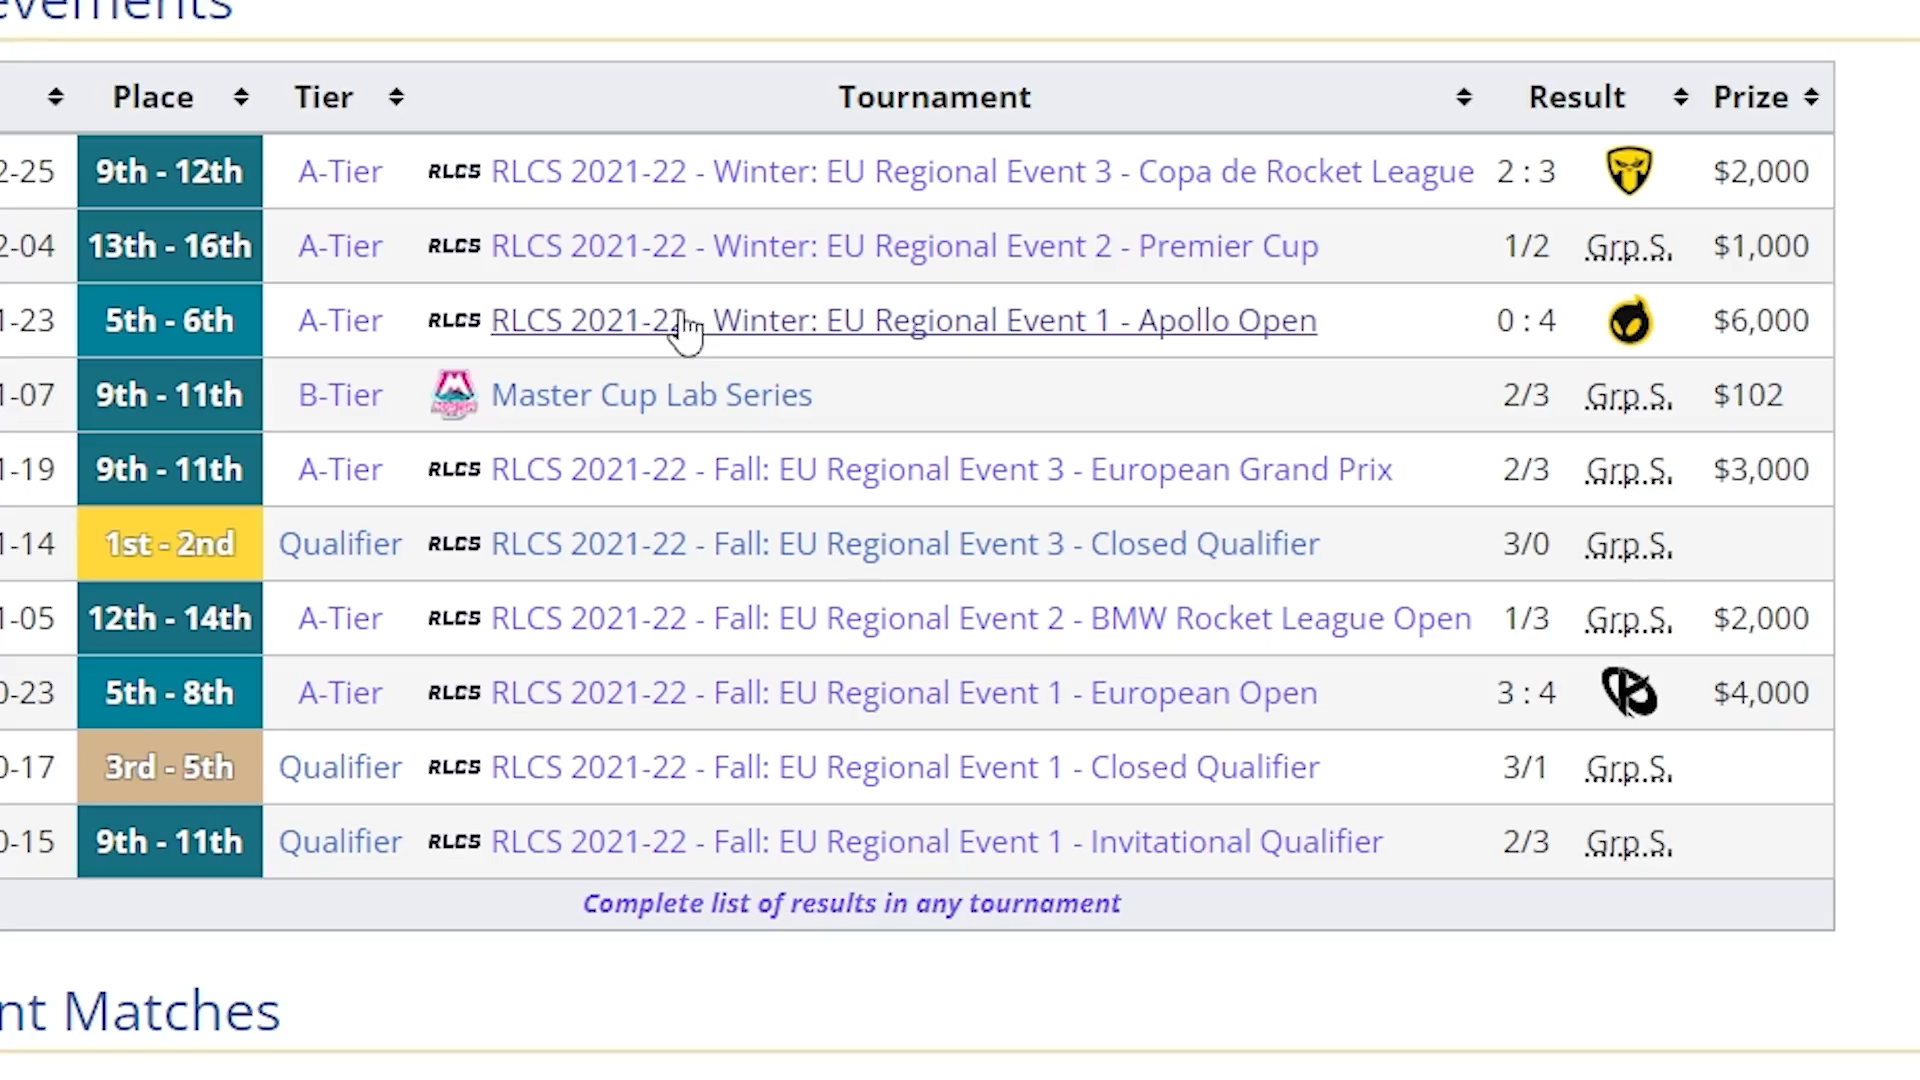 evements
Place Tier Tournament Result Prize
2-25 9th - 12th A-Tier RLCS RLCS 2021-22 - Winter: EU Regional Event 3 - Copa de Rocket League 2 : 3 $2,000
2-04 13th - 16th A-Tier RLCS RLCS 2021-22 - Winter: EU Regional Event 2 - Premier Cup 1/2 Grp S. $1,000
1-23 5th - 6th A-Tier RLCS RLCS 2021-22 - Winter: EU Regional Event 1 - Apollo Open 0 : 4 $6,000
1-07 9th - 11th B-Tier Master Cup Lab Series 2/3 Grp S. $102
1-19 9th - 11th A-Tier RLCS RLCS 2021-22 - Fall: EU Regional Event 3 - European Grand Prix 2/3 Grp S. $3,000
1-14 1st - 2nd Qualifier RLCS RLCS 2021-22 - Fall: EU Regional Event 3 - Closed Qualifier 3/0 Grp S.
1-05 12th - 14th A-Tier RLCS RLCS 2021-22 - Fall: EU Regional Event 2 - BMW Rocket League Open 1/3 Grp S. $2,000
0-23 5th - 8th A-Tier RLCS RLCS 2021-22 - Fall: EU Regional Event 1 - European Open 3 : 4 $4,000
0-17 3rd - 5th Qualifier RLCS RLCS 2021-22 - Fall: EU Regional Event 1 - Closed Qualifier 3/1 Grp S.
0-15 9th - 11th Qualifier RLCS RLCS 2021-22 - Fall: EU Regional Event 1 - Invitational Qualifier 2/3 Grp S.
Complete list of results in any tournament
nt Matches